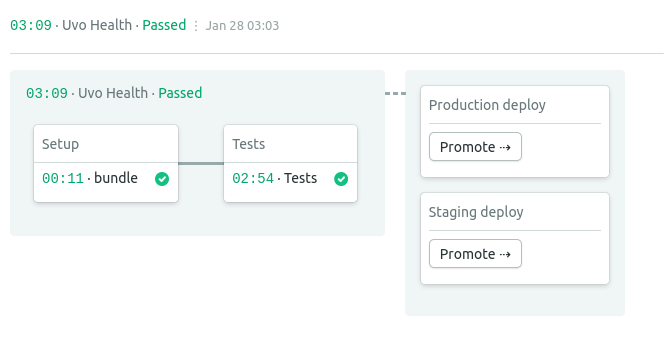 03:09 · Uvo Health · Passed ⋮ Jan 28 03:03
03:09 · Uvo Health · Passed
Setup
00:11 · bundle
Tests
02:54 · Tests
Production deploy
Promote ⇢
Staging deploy
Promote ⇢